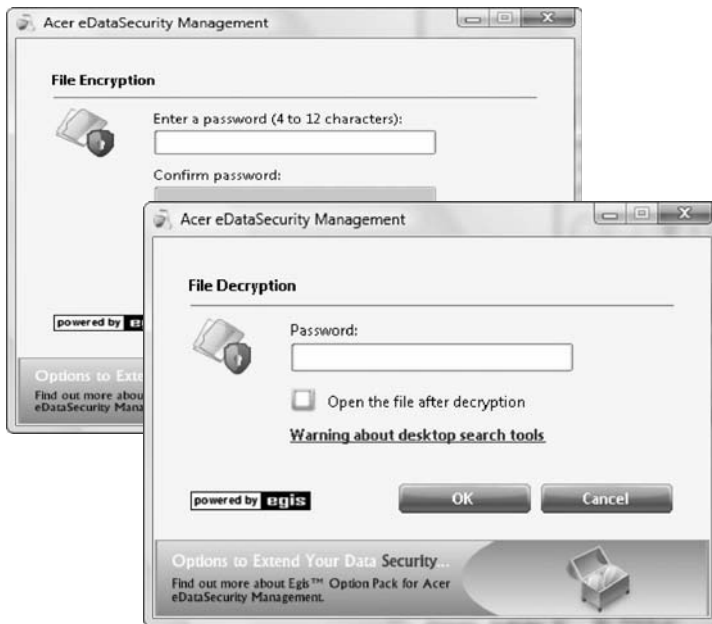 Acer eDataSecurity Management
File Encryption
Enter a password (4 to 12 characters):
Confirm password:
powered by
Options to
Find out more
eDataSecurity
Acer eDataSecurity Management
File Decryption
Password:
Open the file after decryption
Warning about desktop search tools
powered by egis
OK
Cancel
Options to Extend Your Data Security...
Find out more about Egis™ Option Pack for Acer
eDataSecurity Management.